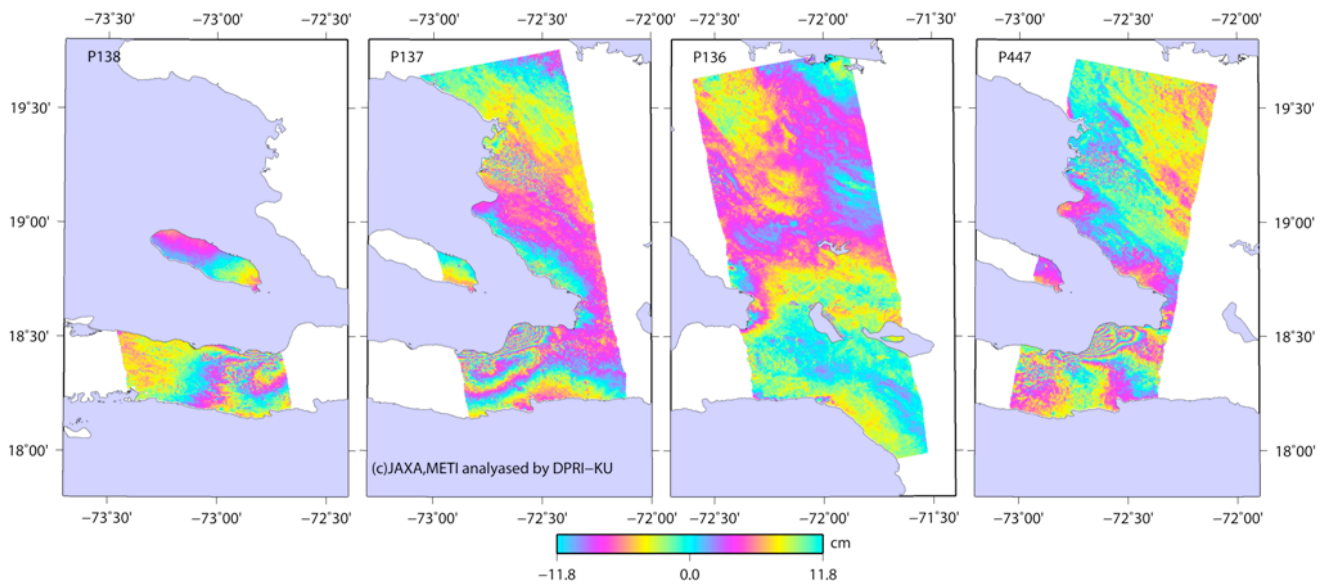 −73˚30' −73˚00' −72˚30' −73˚00' −72˚30' −72˚00' −72˚30' −72˚00' −71˚30' −73˚00' −72˚30' −72˚00'
P138 P137 P136 P447
19˚30' 19˚30'
19˚00' 19˚00'
18˚30' 18˚30'
18˚00' 18˚00'
(c)JAXA,METI analyased by DPRI−KU
−73˚30' −73˚00' −72˚30' −73˚00' −72˚30' −72˚00' −72˚30' −72˚00' −71˚30' −73˚00' −72˚30' −72˚00'
cm
−11.8 0.0 11.8